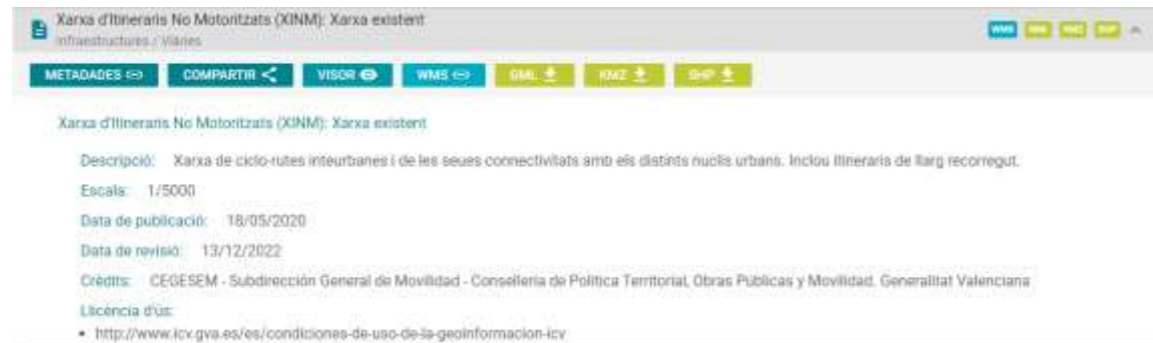 Xarxa d'Itineraris No Motoritzats (XINM): Xarxa existent
Infraestructures / Viàries
WMS GML KMZ SHP
METADADES COMPARTIR VISOR WMS GML KMZ SHP
Xarxa d'Itineraris No Motoritzats (XINM): Xarxa existent
Descripció: Xarxa de ciclo-rutes inteurbanes i de les seues connectivitats amb els distints nuclis urbans. Inclou itineraris de llarg recorregut.
Escala: 1/5000
Data de publicació: 18/05/2020
Data de revisió: 13/12/2022
Crèdits: CEGESEM - Subdirección General de Movilidad - Conselleria de Política Territorial, Obras Públicas y Movilidad. Generalitat Valenciana
Llicència d'ús:
• http://www.icv.gva.es/es/condiciones-de-uso-de-la-geoinformacion-icv